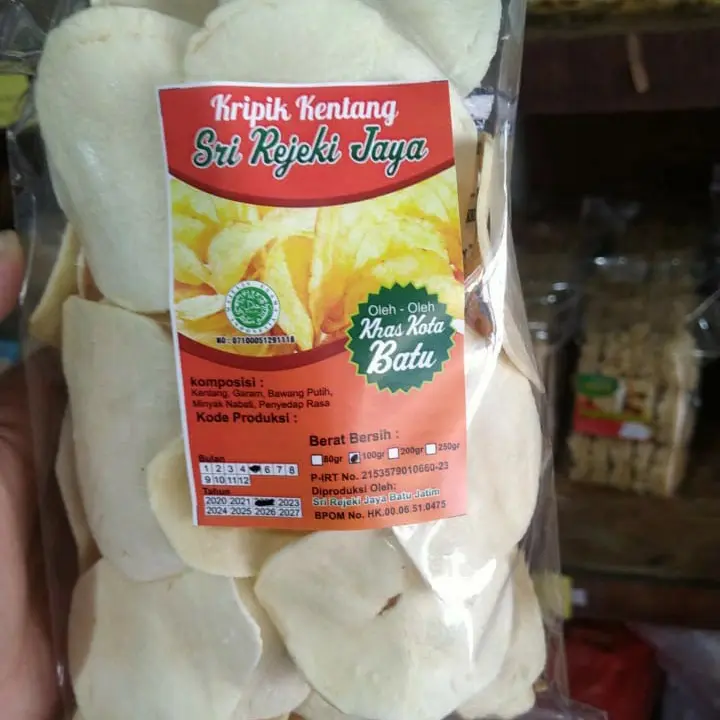 Kripik Kentang
Sri Rejeki Jaya
NO : 07100051291118
Oleh - Oleh
Khas Kota
Batu
komposisi :
Kentang, Garam, Bawang Putih,
Minyak Nabati, Penyedap Rasa
Kode Produksi :
Berat Bersih :
80gr 100gr 200gr 250gr
Bulan
1 2 3 4 6 7 8
9 10 11 12
P-IRT No. 2153579010660-23
Tahun
2020 2021 2023
2024 2025 2026 2027
Diproduksi Oleh:
Sri Rejeki Jaya Batu Jatim
BPOM No. HK.00.06.51.0475